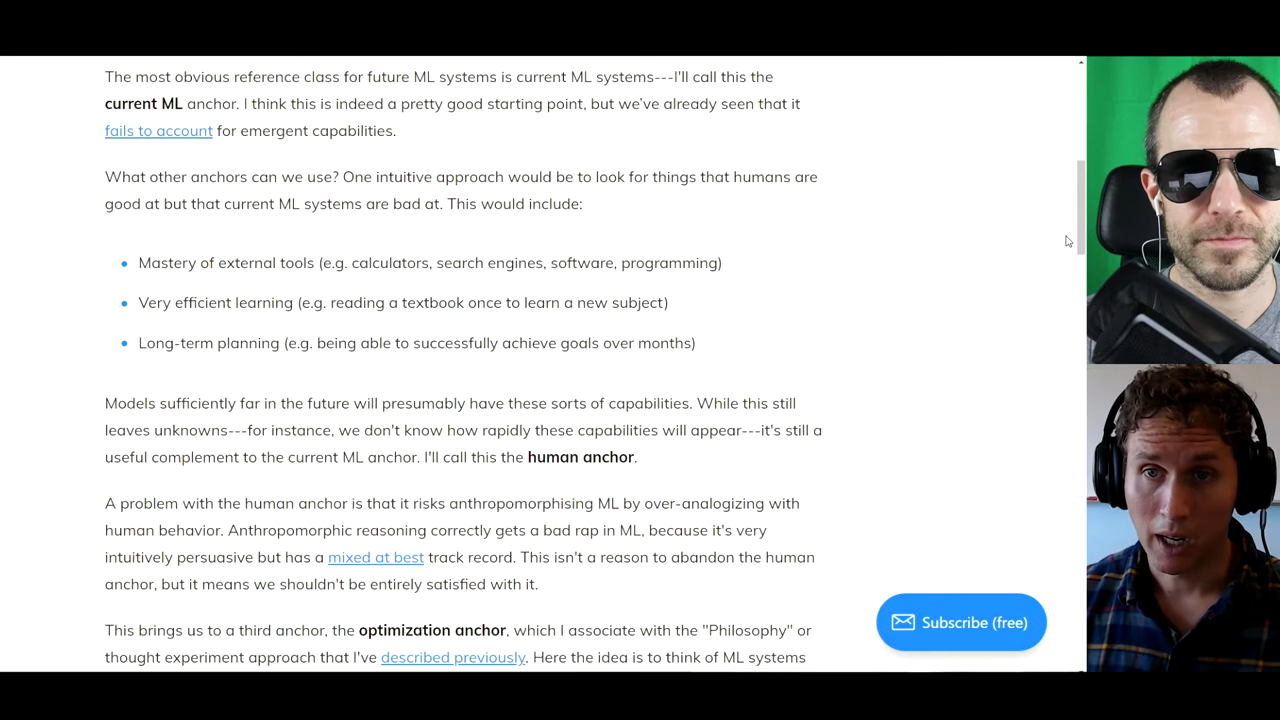 The most obvious reference class for future ML systems is current ML systems---I'll call this the
current ML anchor. I think this is indeed a pretty good starting point, but we've already seen that it
fails to account for emergent capabilities.
What other anchors can we use? One intuitive approach would be to look for things that humans are
good at but that current ML systems are bad at. This would include:
Mastery of external tools (e.g. calculators, search engines, software, programming)
Very efficient learning (e.g. reading a textbook once to learn a new subject)
Long-term planning (e.g. being able to successfully achieve goals over months)
Models sufficiently far in the future will presumably have these sorts of capabilities. While this still
leaves unknowns---for instance, we don't know how rapidly these capabilities will appear---it's still a
useful complement to the current ML anchor. I'll call this the human anchor.
A problem with the human anchor is that it risks anthropomorphising ML by over-analogizing with
human behavior. Anthropomorphic reasoning correctly gets a bad rap in ML, because it's very
intuitively persuasive but has a mixed at best track record. This isn't a reason to abandon the human
anchor, but it means we shouldn't be entirely satisfied with it.
This brings us to a third anchor, the optimization anchor, which I associate with the "Philosophy" or
thought experiment approach that I've described previously. Here the idea is to think of ML systems
Subscribe (free)